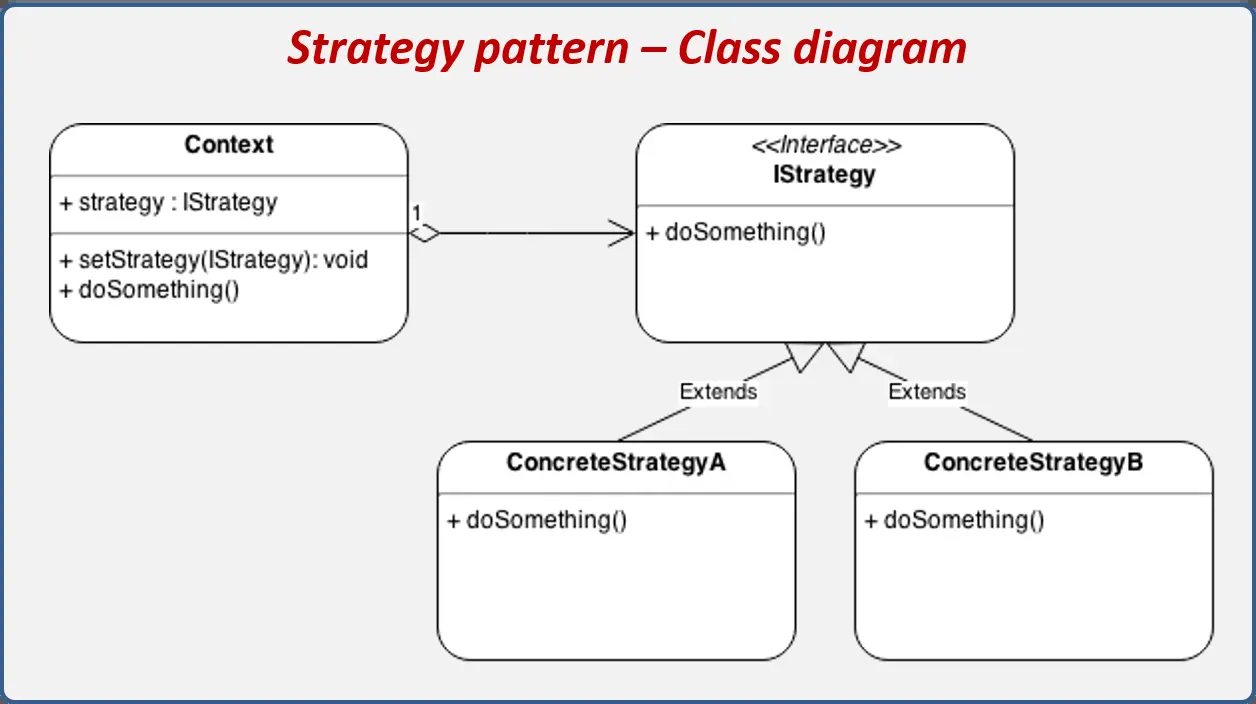 Strategy pattern – Class diagram
Context
+ strategy : IStrategy
+ setStrategy(IStrategy): void
+ doSomething()
1
<<Interface>>
IStrategy
+ doSomething()
Extends
Extends
ConcreteStrategyA
+ doSomething()
ConcreteStrategyB
+ doSomething()